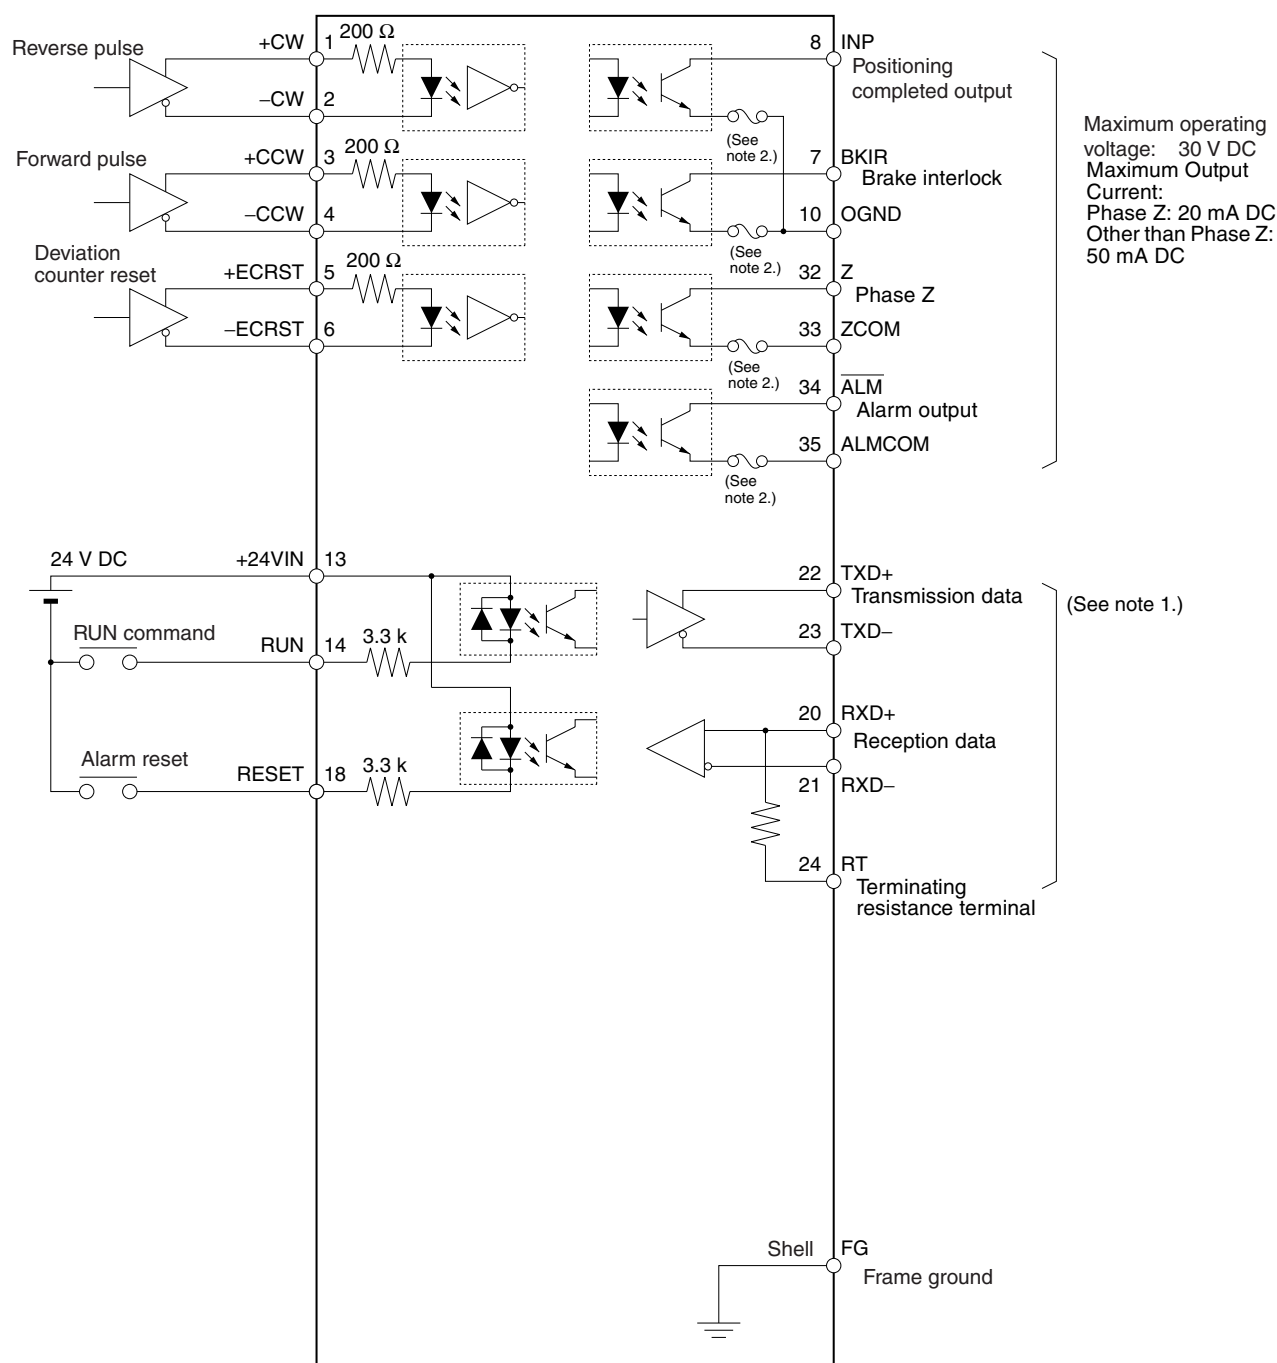 Reverse pulse
+CW
1
200 Ω
−CW
2
Forward pulse
+CCW
3
200 Ω
−CCW
4
Deviation
counter reset
+ECRST
5
200 Ω
−ECRST
6
8
INP
Positioning
completed output
(See
note 2.)
7
BKIR
Brake interlock
10
OGND
(See
note 2.)
32
Z
Phase Z
33
ZCOM
(See
note 2.)
34
ALM
Alarm output
35
ALMCOM
(See
note 2.)
Maximum operating
voltage: 30 V DC
Maximum Output
Current:
Phase Z: 20 mA DC
Other than Phase Z:
50 mA DC
24 V DC
+24VIN
13
RUN command
RUN
14
3.3 k
Alarm reset
RESET
18
3.3 k
22
TXD+
Transmission data
23
TXD−
20
RXD+
Reception data
21
RXD−
24
RT
Terminating
resistance terminal
(See note 1.)
Shell
FG
Frame ground